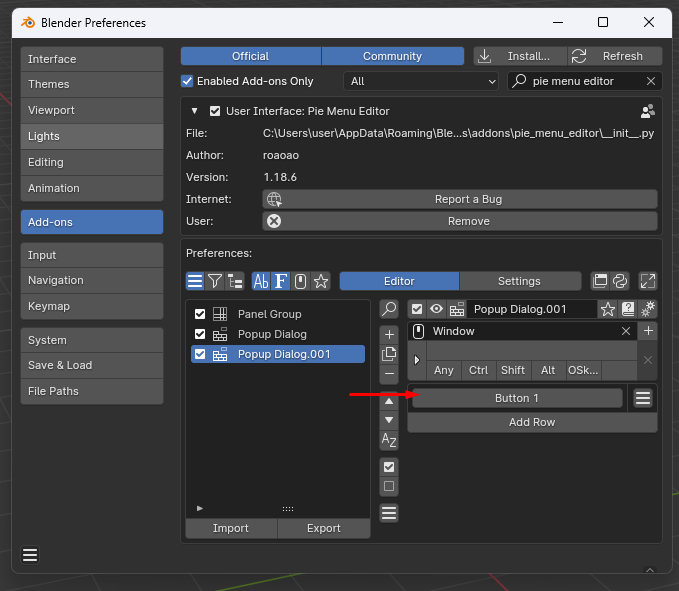 Blender Preferences
Interface
Themes
Viewport
Lights
Editing
Animation
Add-ons
Input
Navigation
Keymap
System
Save & Load
File Paths
Official Community Install... Refresh
Enabled Add-ons Only All pie menu editor
User Interface: Pie Menu Editor
File: C:\Users\user\AppData\Roaming\Ble...s\addons\pie_menu_editor\__init__.py
Author: roaoao
Version: 1.18.6
Internet: Report a Bug
User: Remove
Preferences:
Ab F Editor Settings
Panel Group
Popup Dialog
Popup Dialog.001
AZ
Import Export
Popup Dialog.001
Window
Any Ctrl Shift Alt OSk...
Button 1
Add Row